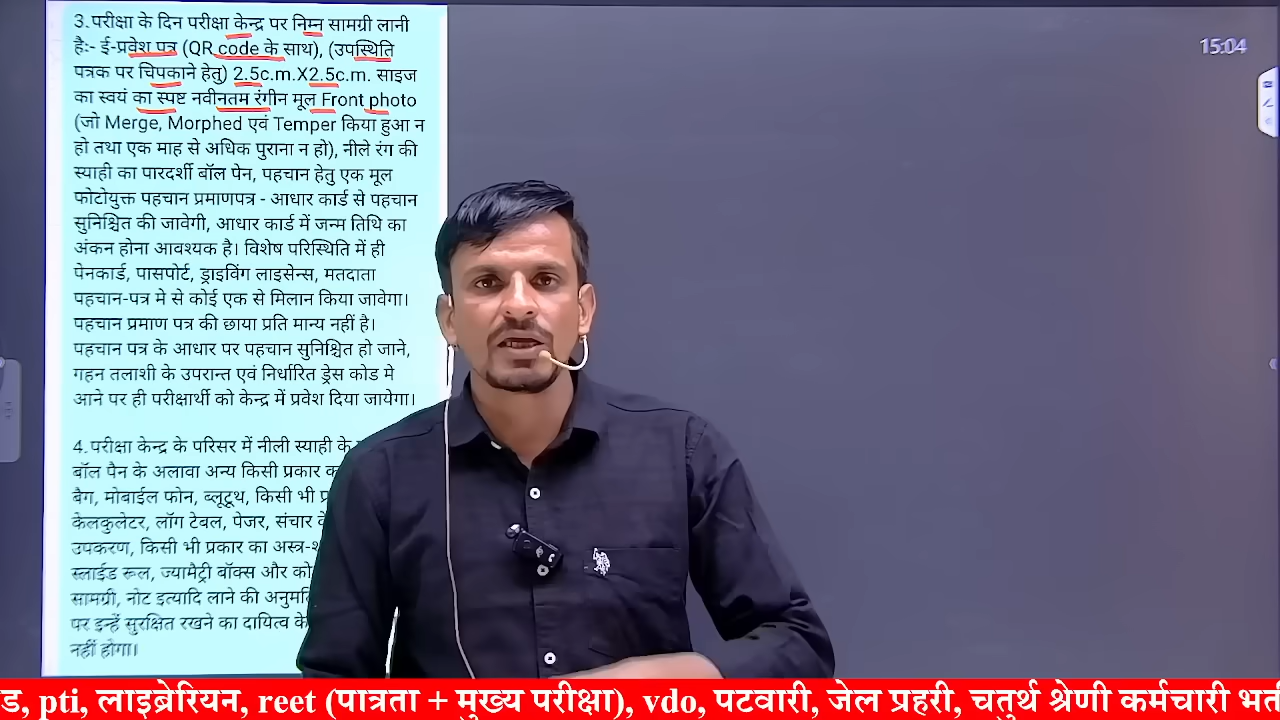 3. परीक्षा के दिन परीक्षा केन्द्र पर निम्न सामग्री लानी
है:- ई-प्रवेश पत्र (QR code के साथ), (उपस्थिति
पत्रक पर चिपकाने हेतु) 2.5c.m.X2.5c.m. साइज
का स्वयं का स्पष्ट नवीनतम रंगीन मूल Front photo
(जो Merge, Morphed एवं Temper किया हुआ न
हो तथा एक माह से अधिक पुराना न हो), नीले रंग की
स्याही का पारदर्शी बॉल पेन, पहचान हेतु एक मूल
फोटोयुक्त पहचान प्रमाणपत्र - आधार कार्ड से पहचान
सुनिश्चित की जावेगी, आधार कार्ड में जन्म तिथि का
अंकन होना आवश्यक है। विशेष परिस्थिति में ही
पेनकार्ड, पासपोर्ट, ड्राइविंग लाइसेन्स, मतदाता
पहचान-पत्र मे से कोई एक से मिलान किया जावेगा।
पहचान प्रमाण पत्र की छाया प्रति मान्य नहीं है।
पहचान पत्र के आधार पर पहचान सुनिश्चित हो जाने,
गहन तलाशी के उपरान्त एवं निर्धारित ड्रेस कोड मे
आने पर ही परीक्षार्थी को केन्द्र में प्रवेश दिया जायेगा।
4. परीक्षा केन्द्र के परिसर में नीली स्याही के
बॉल पैन के अलावा अन्य किसी प्रकार
बैग, मोबाईल फोन, ब्लूटूथ, किसी भी
केलकुलेटर, लॉग टेबल, पेजर, संचार
उपकरण, किसी भी प्रकार का अस्त्र-
स्लाईड रूल, ज्यामैट्री बॉक्स और
सामग्री, नोट इत्यादि लाने की
पर इन्हें सुरक्षित रखने का दायित्व
नहीं होगा।
15:04
pti, लाइब्रेरियन, reet (पात्रता + मुख्य परीक्षा), vdo, पटवारी, जेल प्रहरी, चतुर्थ श्रेणी कर्मचारी